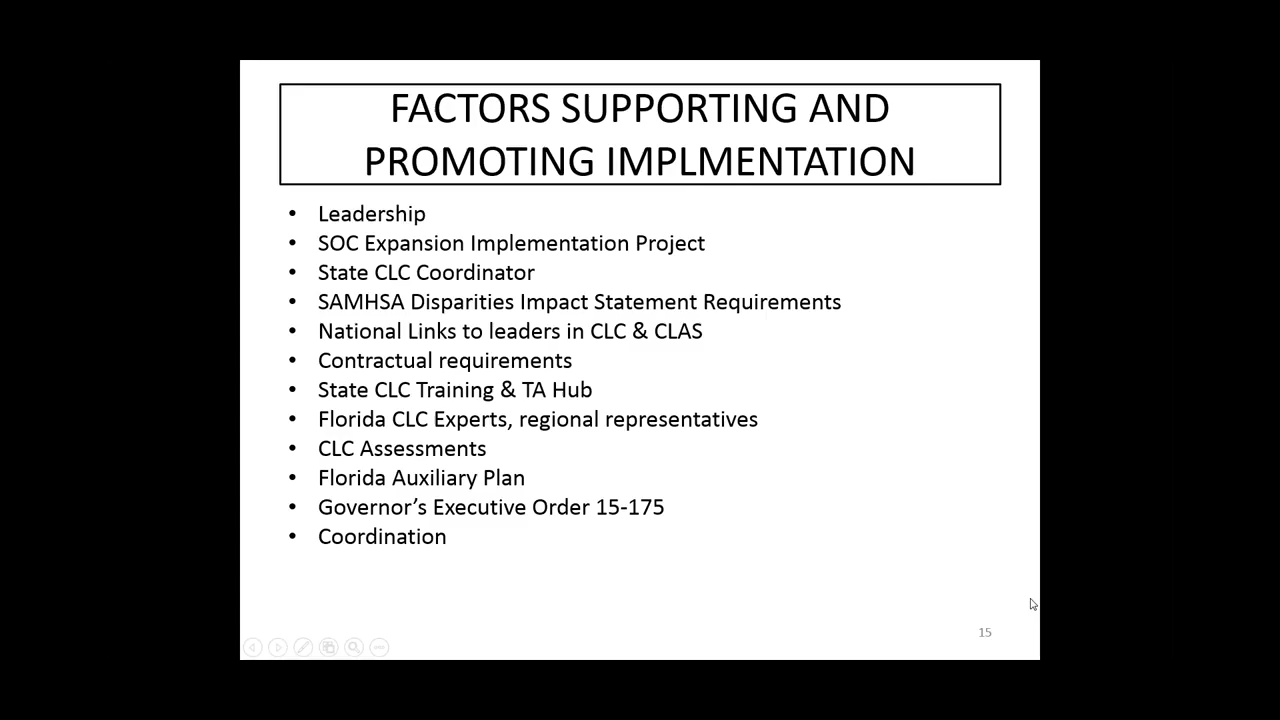 FACTORS SUPPORTING AND
PROMOTING IMPLMENTATION
• Leadership
• SOC Expansion Implementation Project
• State CLC Coordinator
• SAMHSA Disparities Impact Statement Requirements
• National Links to leaders in CLC & CLAS
• Contractual requirements
• State CLC Training & TA Hub
• Florida CLC Experts, regional representatives
• CLC Assessments
• Florida Auxiliary Plan
• Governor’s Executive Order 15-175
• Coordination
15